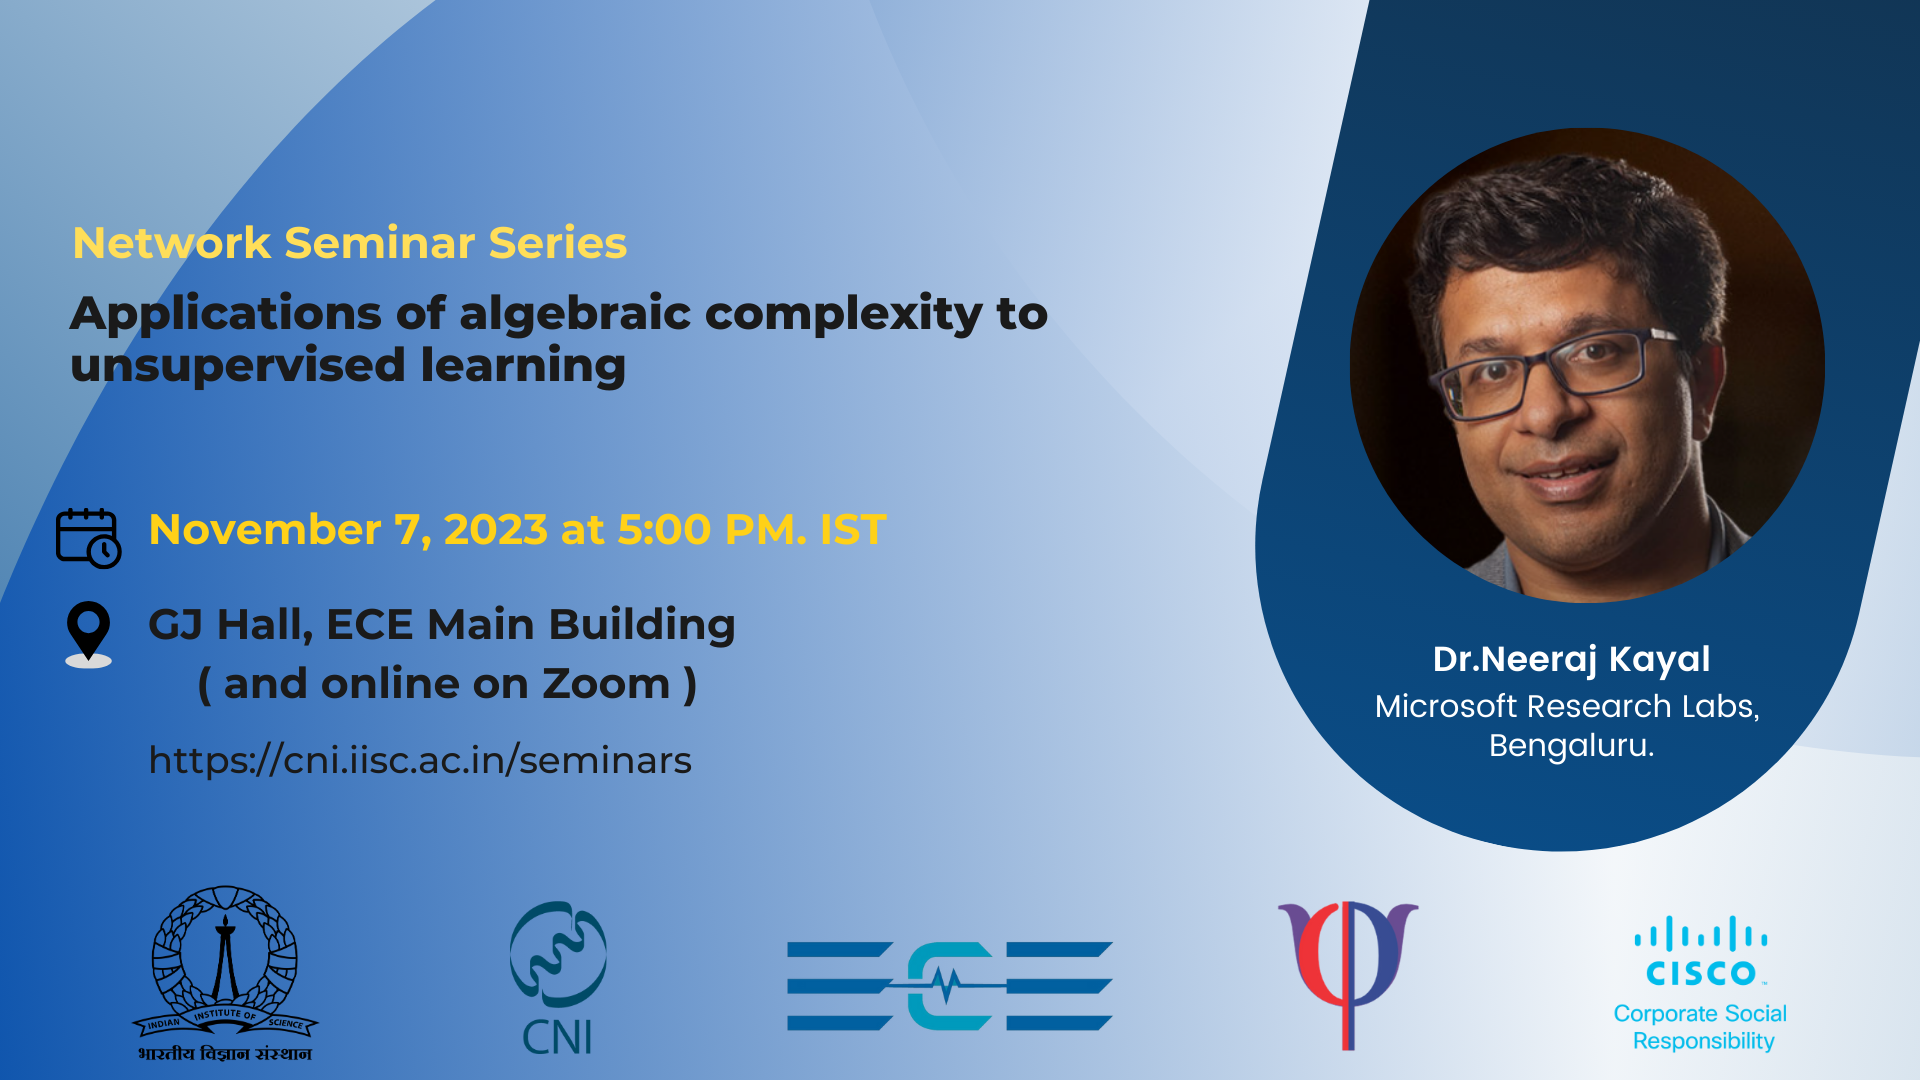 Network Seminar Series
Applications of algebraic complexity to
unsupervised learning
November 7, 2023 at 5:00 PM. IST
GJ Hall, ECE Main Building
( and online on Zoom )
https://cni.iisc.ac.in/seminars
Dr.Neeraj Kayal
Microsoft Research Labs,
Bengaluru.
INDIAN INSTITUTE OF SCIENCE
भारतीय विज्ञान संस्थान
CNI
ECE
CISCO
Corporate Social
Responsibility